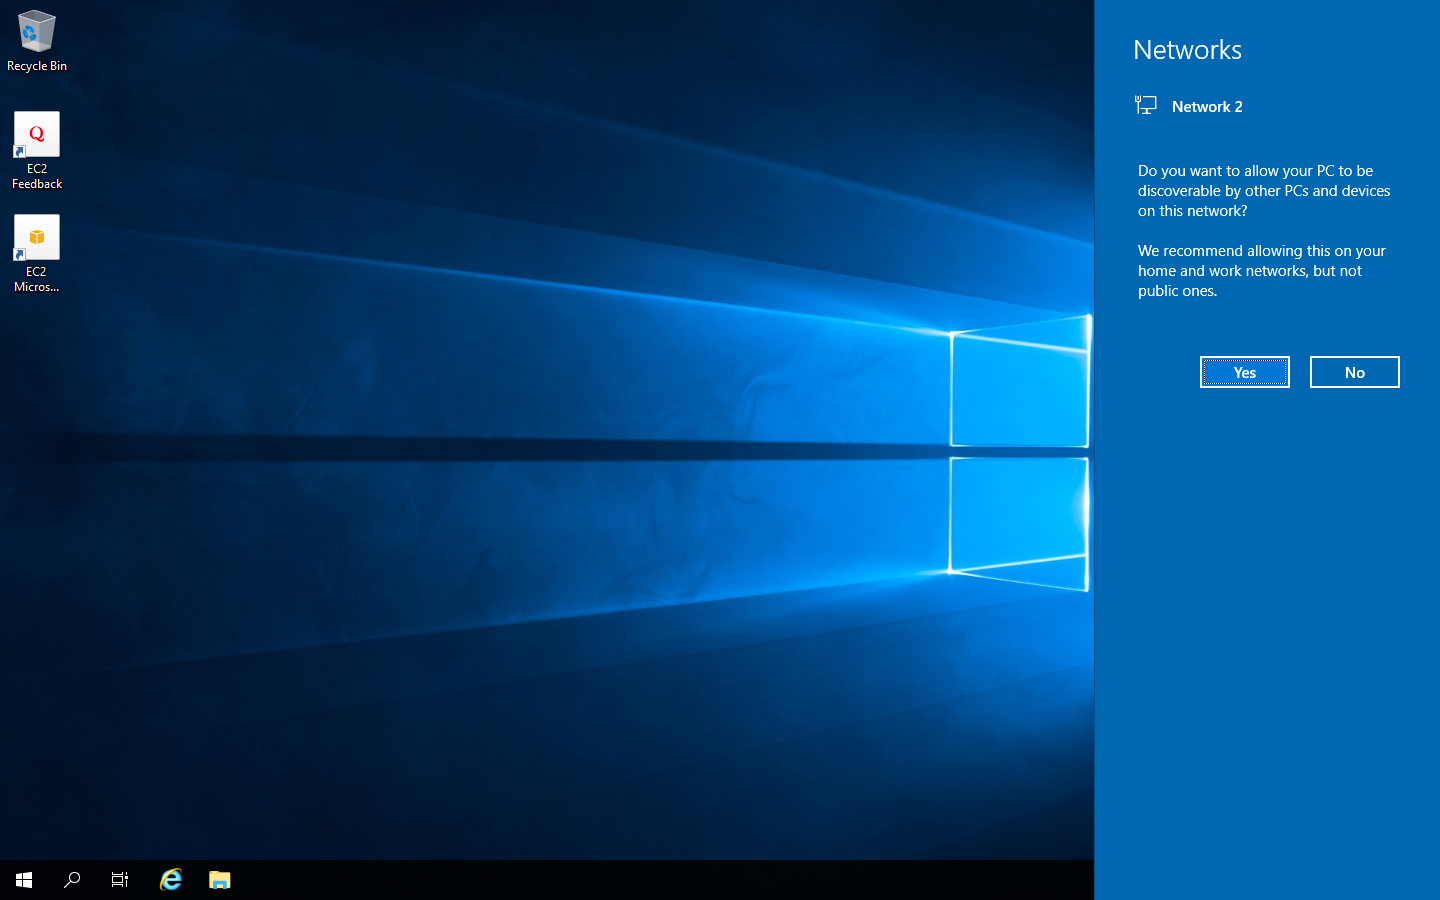 Recycle Bin
EC2
Feedback
EC2
Micros...
Networks
Network 2
Do you want to allow your PC to be
discoverable by other PCs and devices
on this network?
We recommend allowing this on your
home and work networks, but not
public ones.
Yes
No